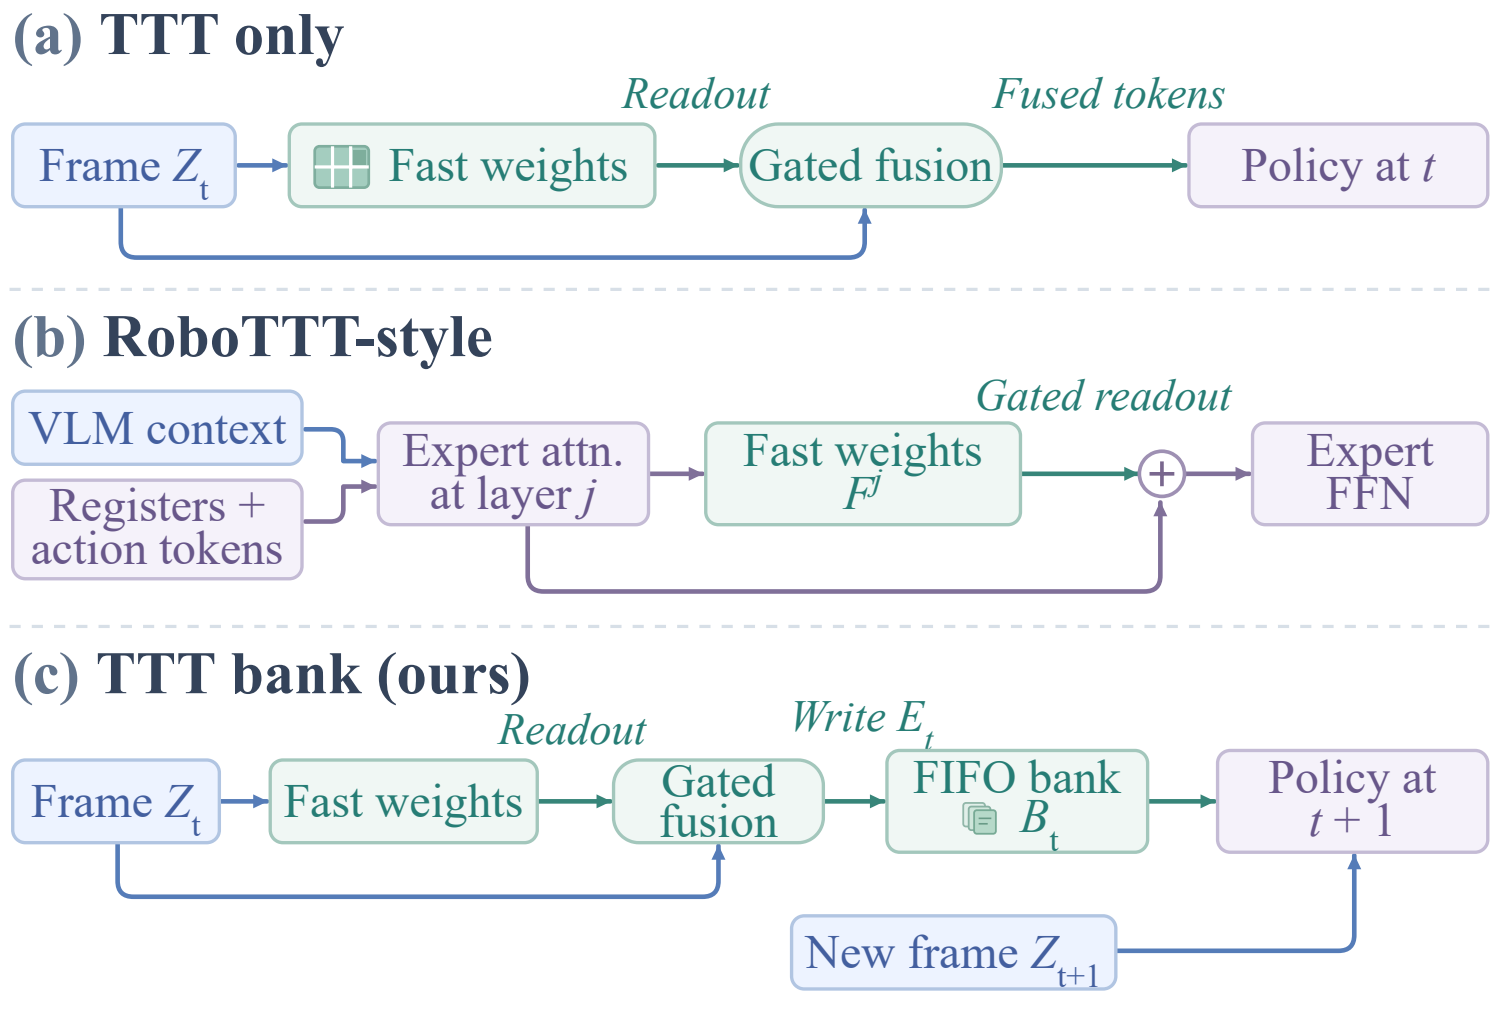 (a) TTT only
Readout
Fused tokens
Frame Z_t
Fast weights
Gated fusion
Policy at t
(b) RoboTTT-style
Gated readout
VLM context
Registers +
action tokens
Expert attn.
at layer j
Fast weights
F^j
+
Expert
FFN
(c) TTT bank (ours)
Readout
Write E_t
Frame Z_t
Fast weights
Gated
fusion
FIFO bank
B_t
Policy at
t + 1
New frame Z_{t+1}